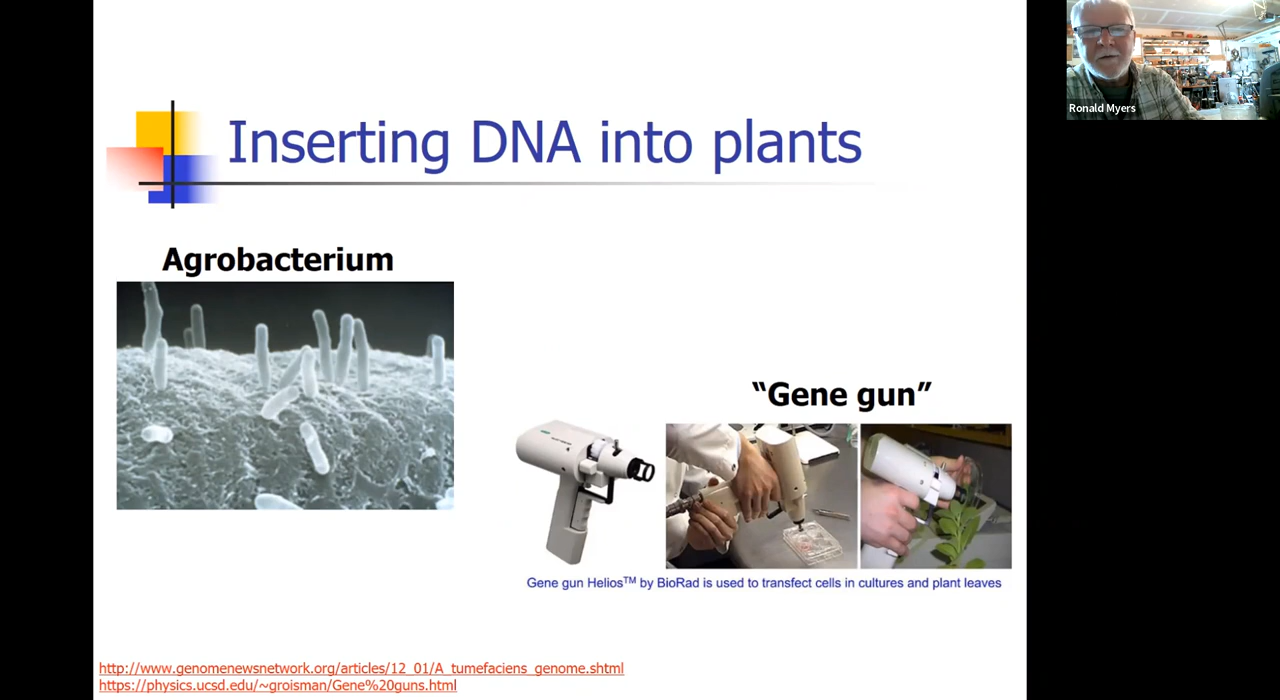 Inserting DNA into plants
Agrobacterium
“Gene gun”
Gene gun Helios™ by BioRad is used to transfect cells in cultures and plant leaves
http://www.genomenewsnetwork.org/articles/12_01/A_tumefaciens_genome.shtml
https://physics.ucsd.edu/~groisman/Gene%20guns.html
Ronald Myers